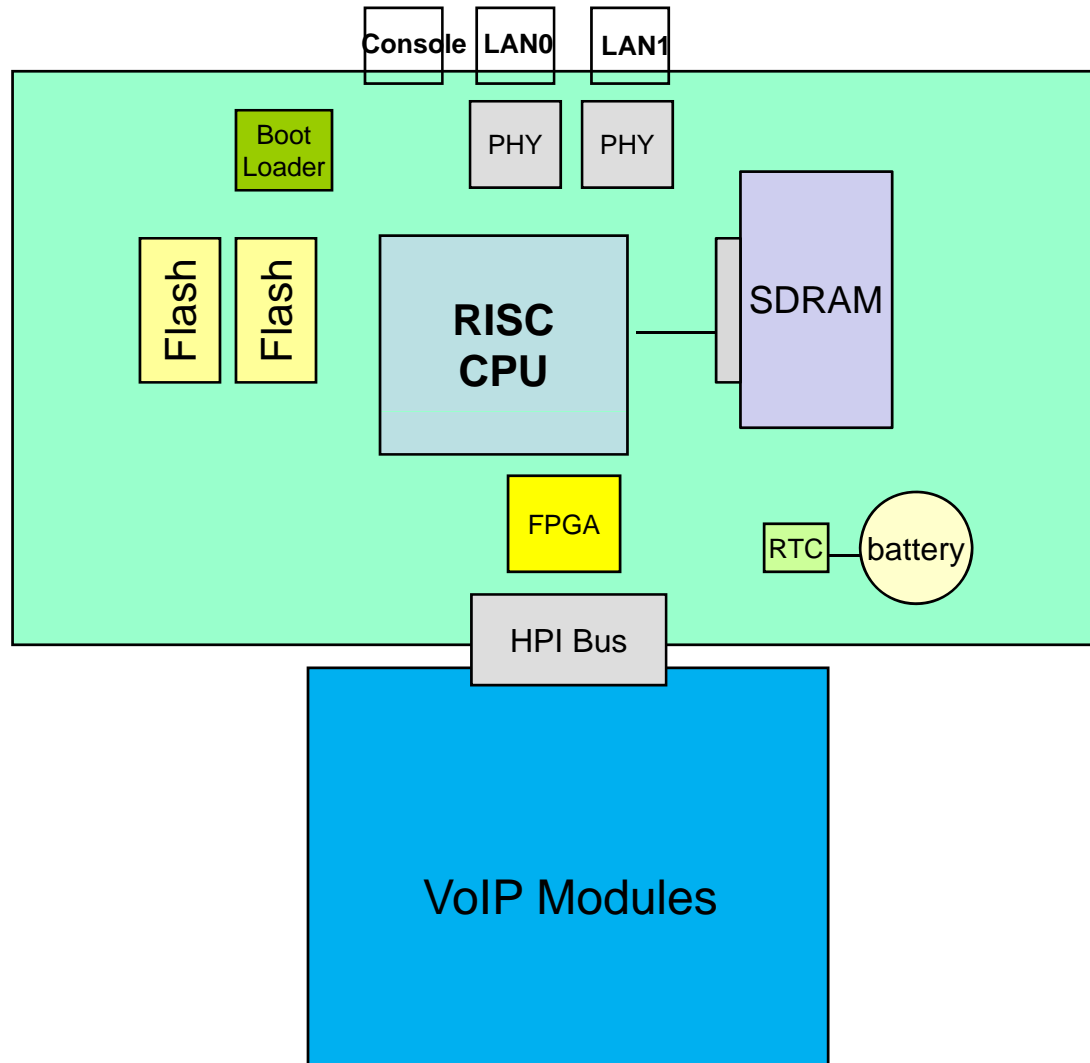 Console
LAN0
LAN1
Boot
Loader
PHY
PHY
Flash
Flash
RISC
CPU
SDRAM
FPGA
RTC
battery
HPI Bus
VoIP Modules